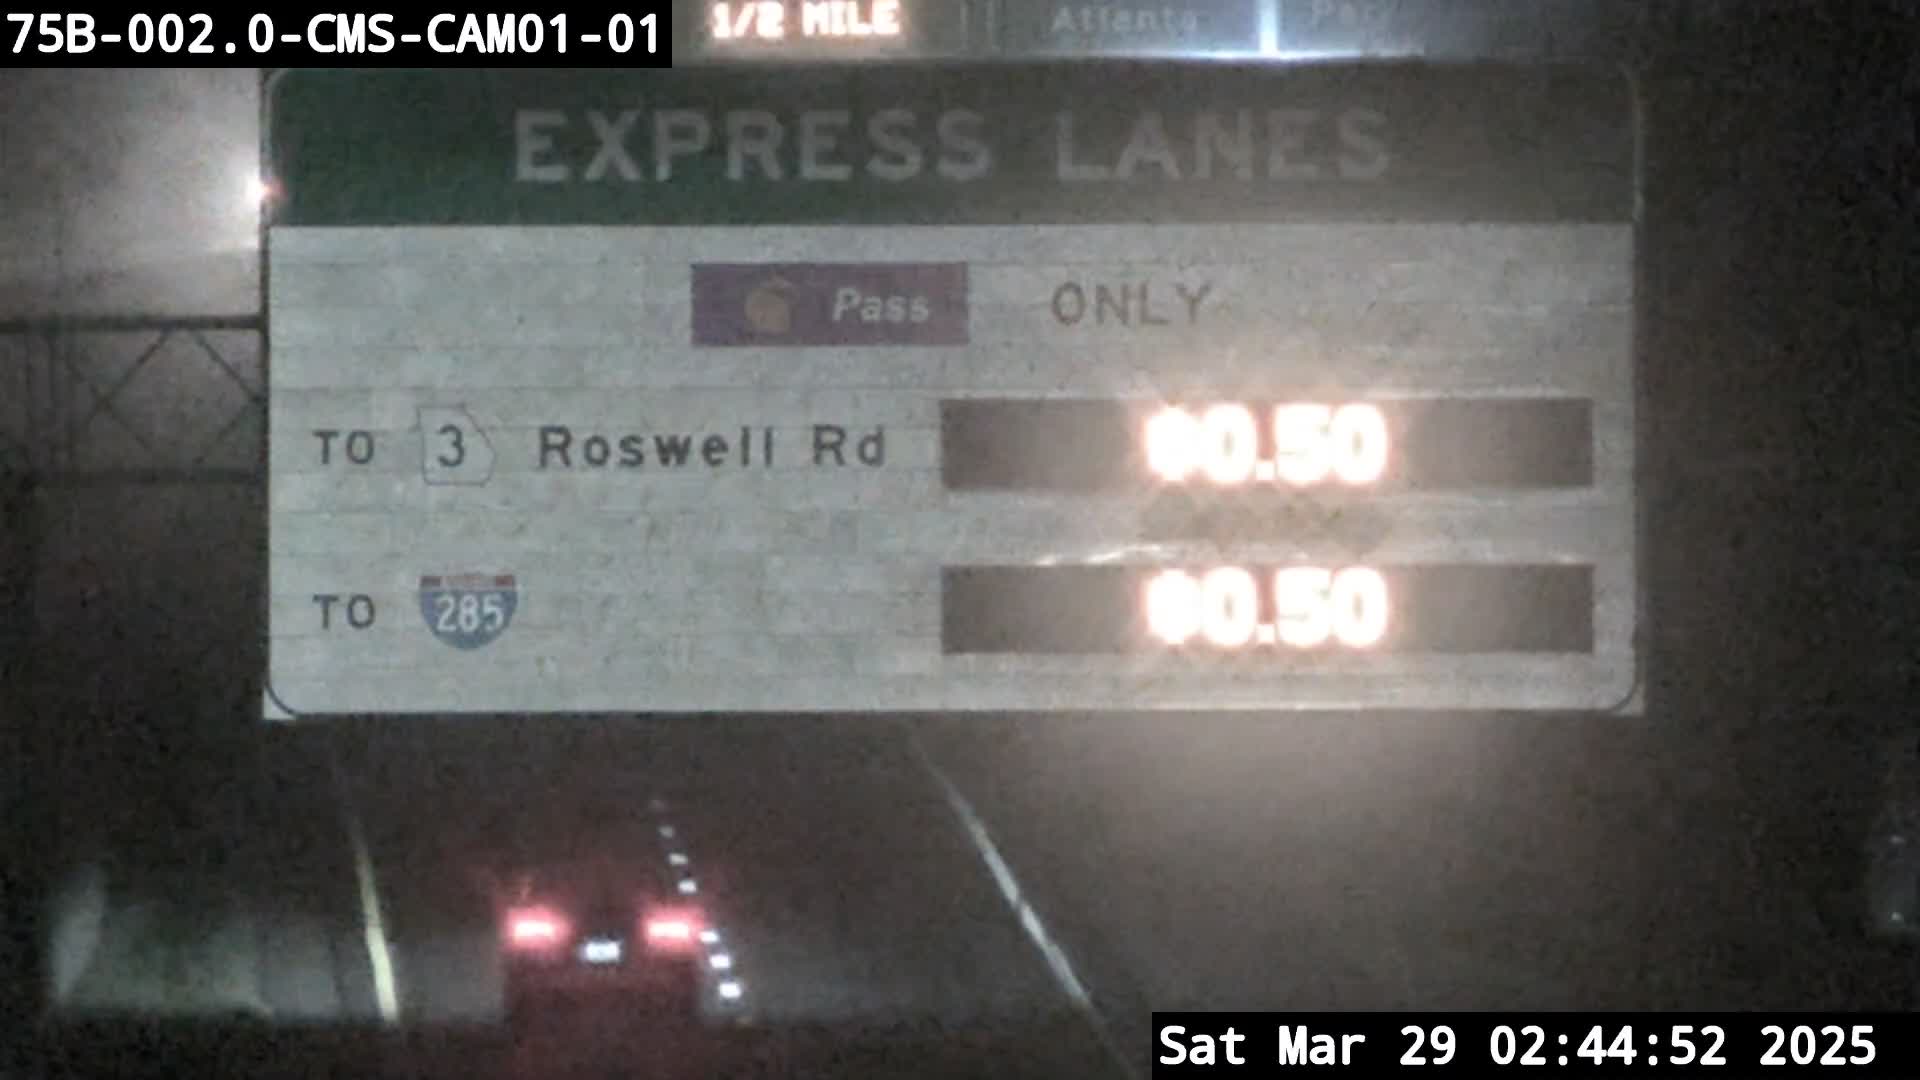 75B-002.0-CMS-CAM01-01
1/2 MILE
Atlanta
EXPRESS LANES
Pass ONLY
TO 3 Roswell Rd $0.50
TO 285 $0.50
Sat Mar 29 02:44:52 2025